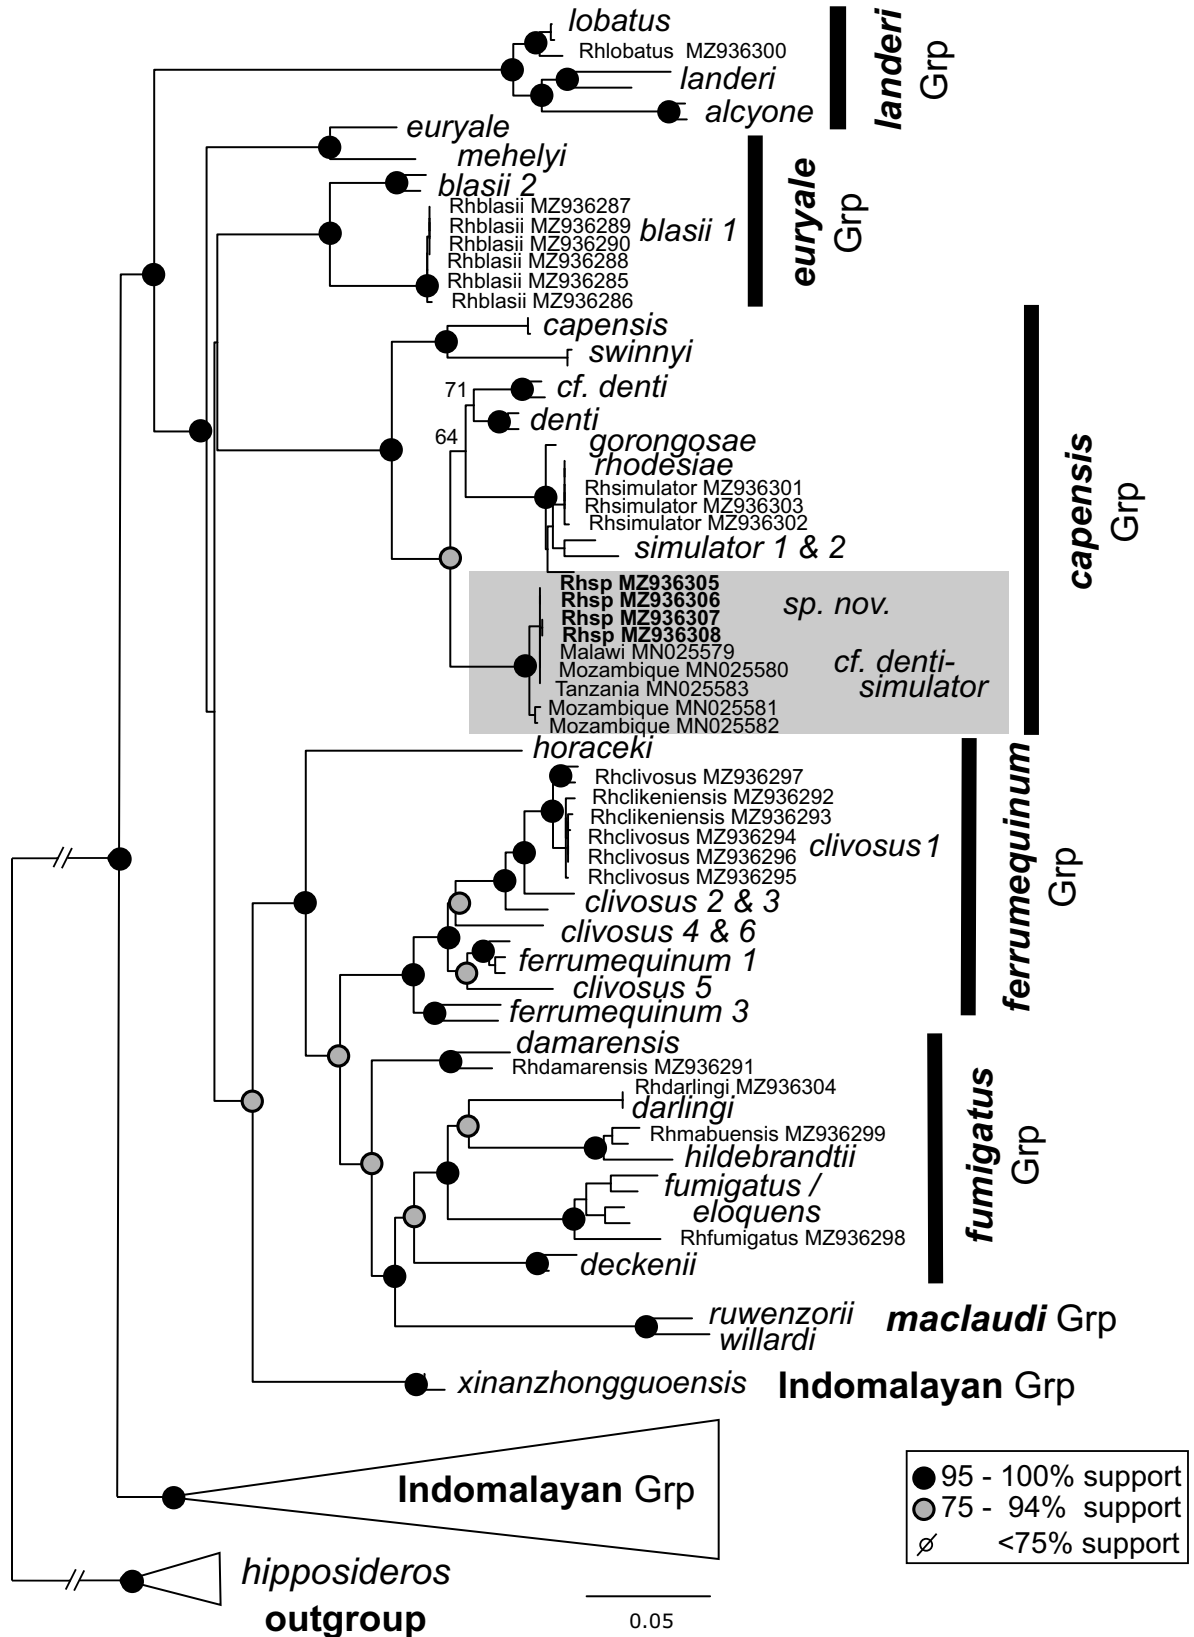 lobatus
Rhlobatus MZ936300
landeri
alcyone
landeri
Grp
euryale
mehelyi
blasii 2
Rhblasii MZ936287
Rhblasii MZ936289
Rhblasii MZ936290
Rhblasii MZ936288
Rhblasii MZ936285
Rhblasii MZ936286
blasii 1
euryale
Grp
capensis
swinnyi
71
cf. denti
denti
64
gorongosae
rhodesiae
Rhsimulator MZ936301
Rhsimulator MZ936303
Rhsimulator MZ936302
simulator 1 & 2
Rhsp MZ936305
Rhsp MZ936306
Rhsp MZ936307
Rhsp MZ936308
sp. nov.
Malawi MN025579
Mozambique MN025580
Tanzania MN025583
Mozambique MN025581
Mozambique MN025582
cf. denti-
simulator
capensis
Grp
horaceki
Rhclivosus MZ936297
Rhclikeniensis MZ936292
Rhclikeniensis MZ936293
Rhclivosus MZ936294
Rhclivosus MZ936296
Rhclivosus MZ936295
clivosus 1
clivosus 2 & 3
clivosus 4 & 6
ferrumequinum 1
clivosus 5
ferrumequinum 3
ferrumequinum
Grp
damarensis
Rhdamarensis MZ936291
Rhdarlingi MZ936304
darlingi
Rhmabuensis MZ936299
hildebrandtii
fumigatus /
eloquens
Rhfumigatus MZ936298
deckenii
fumigatus
Grp
ruwenzorii
willardi
maclaudi Grp
xinanzhongguoensis
Indomalayan Grp
Indomalayan Grp
hipposideros
outgroup
0.05
95 - 100% support
75 - 94% support
<75% support